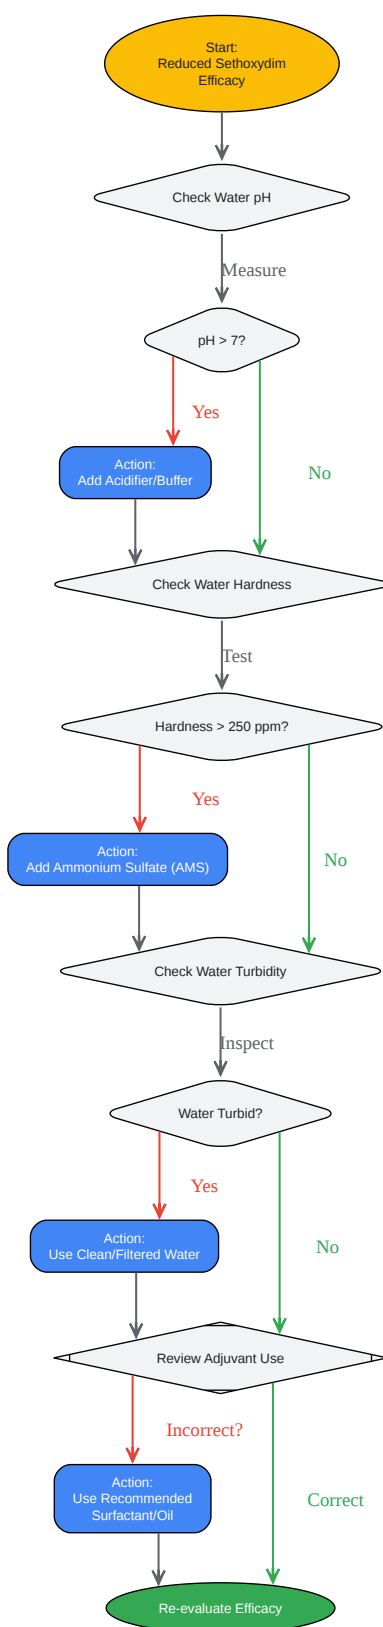 Start:
Reduced Sethoxydim
Efficacy
Check Water pH
Measure
pH > 7?
Yes
Action:
Add Acidifier/Buffer
No
Check Water Hardness
Test
Hardness > 250 ppm?
Yes
Action:
Add Ammonium Sulfate (AMS)
No
Check Water Turbidity
Inspect
Water Turbid?
Yes
Action:
Use Clean/Filtered Water
No
Review Adjuvant Use
Incorrect?
Action:
Use Recommended
Surfactant/Oil
Correct
Re-evaluate Efficacy